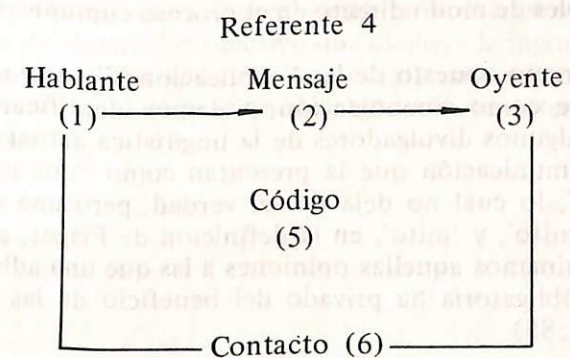 Referente 4
Hablante Mensaje Oyente
(1) (2) (3)
Código
(5)
Contacto (6)